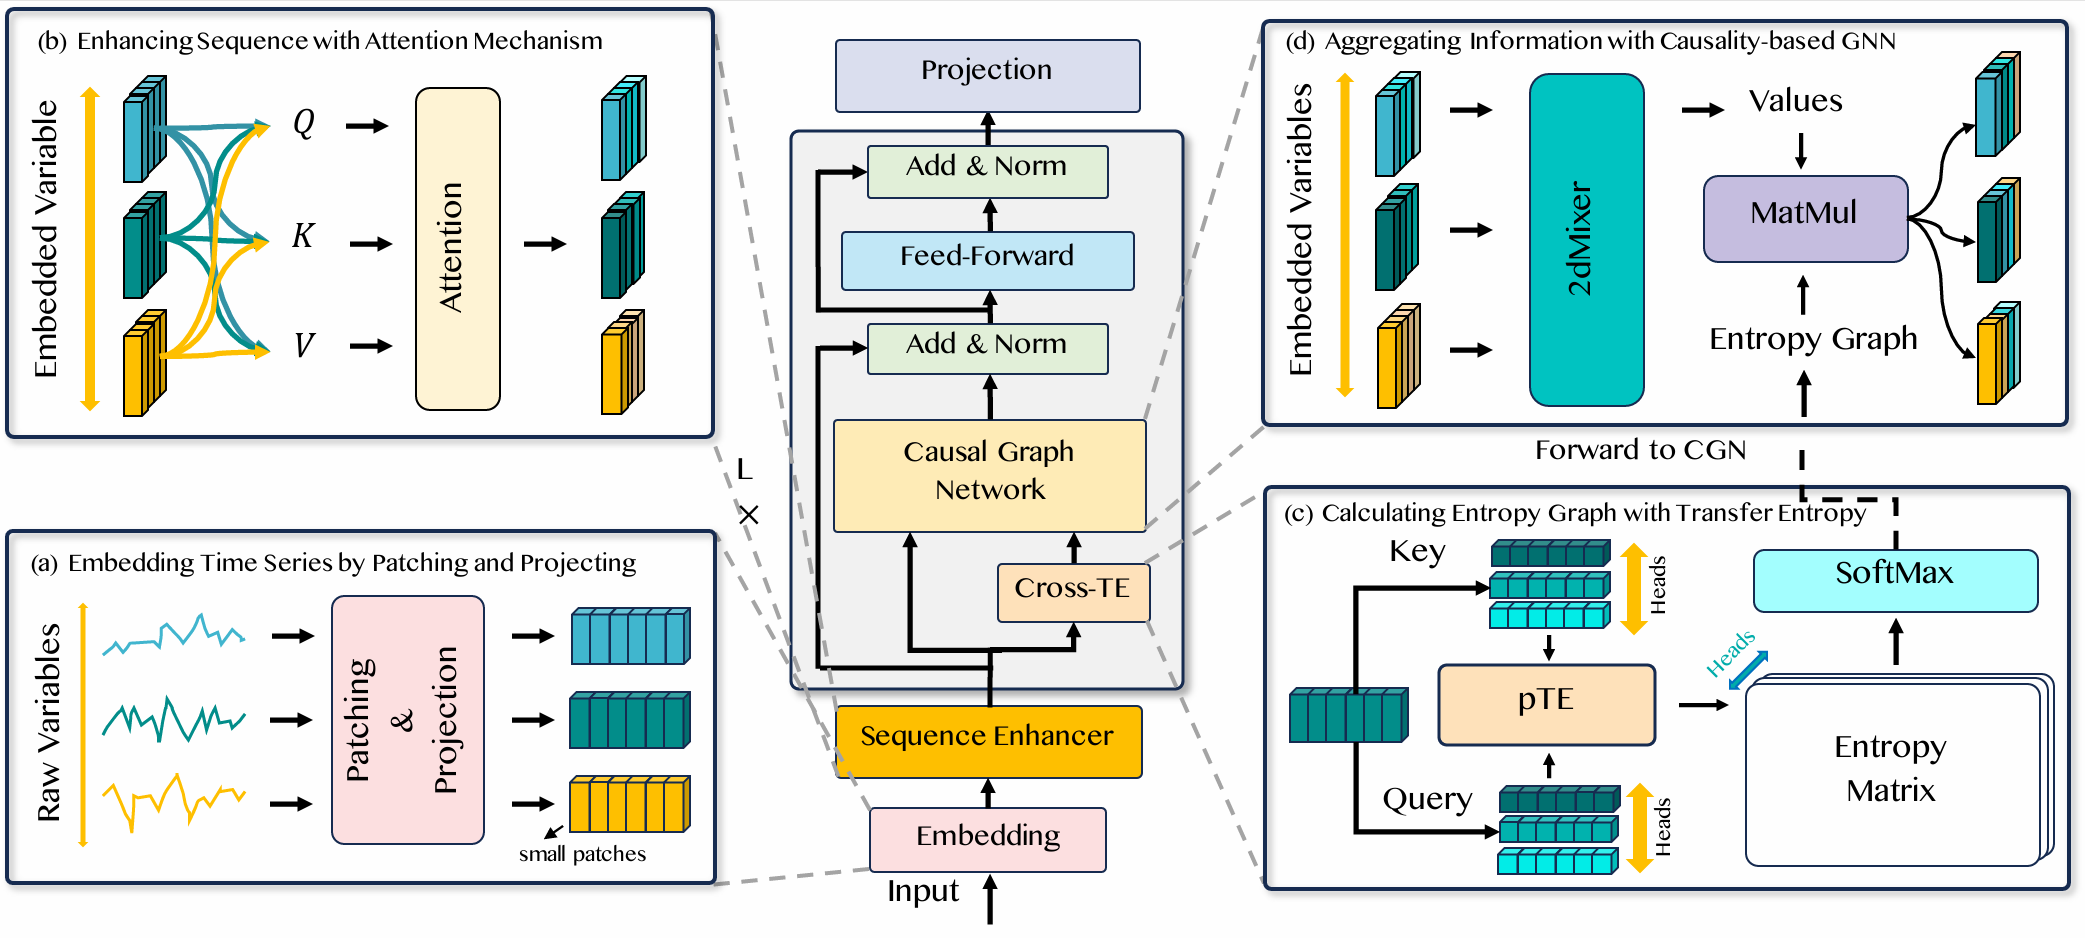 (b) Enhancing Sequence with Attention Mechanism
Embedded Variable
Q
K
V
Attention
(a) Embedding Time Series by Patching and Projecting
Raw Variables
Patching
&
Projection
small patches
Projection
Add & Norm
Feed-Forward
Add & Norm
Causal Graph
Network
Cross-TE
L
×
Sequence Enhancer
Embedding
Input
(d) Aggregating Information with Causality-based GNN
Embedded Variables
2dMixer
Values
MatMul
Entropy Graph
Forward to CGN
(c) Calculating Entropy Graph with Transfer Entropy
Key
Heads
pTE
Query
Heads
SoftMax
Heads
Entropy
Matrix